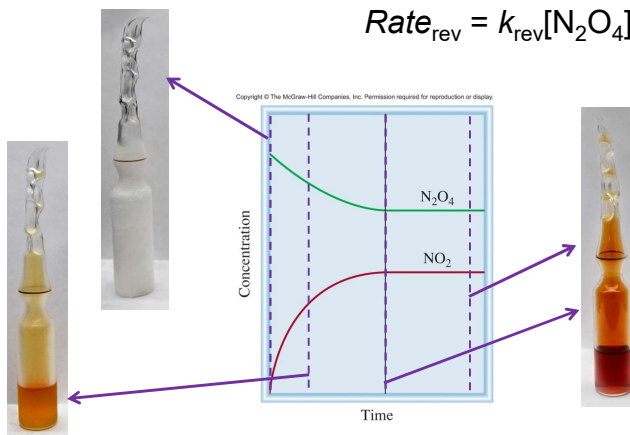 Rate_rev = k_rev[N₂O₄]
Copyright © The McGraw-Hill Companies, Inc. Permission required for reproduction or display.
N₂O₄
NO₂
Concentration
Time